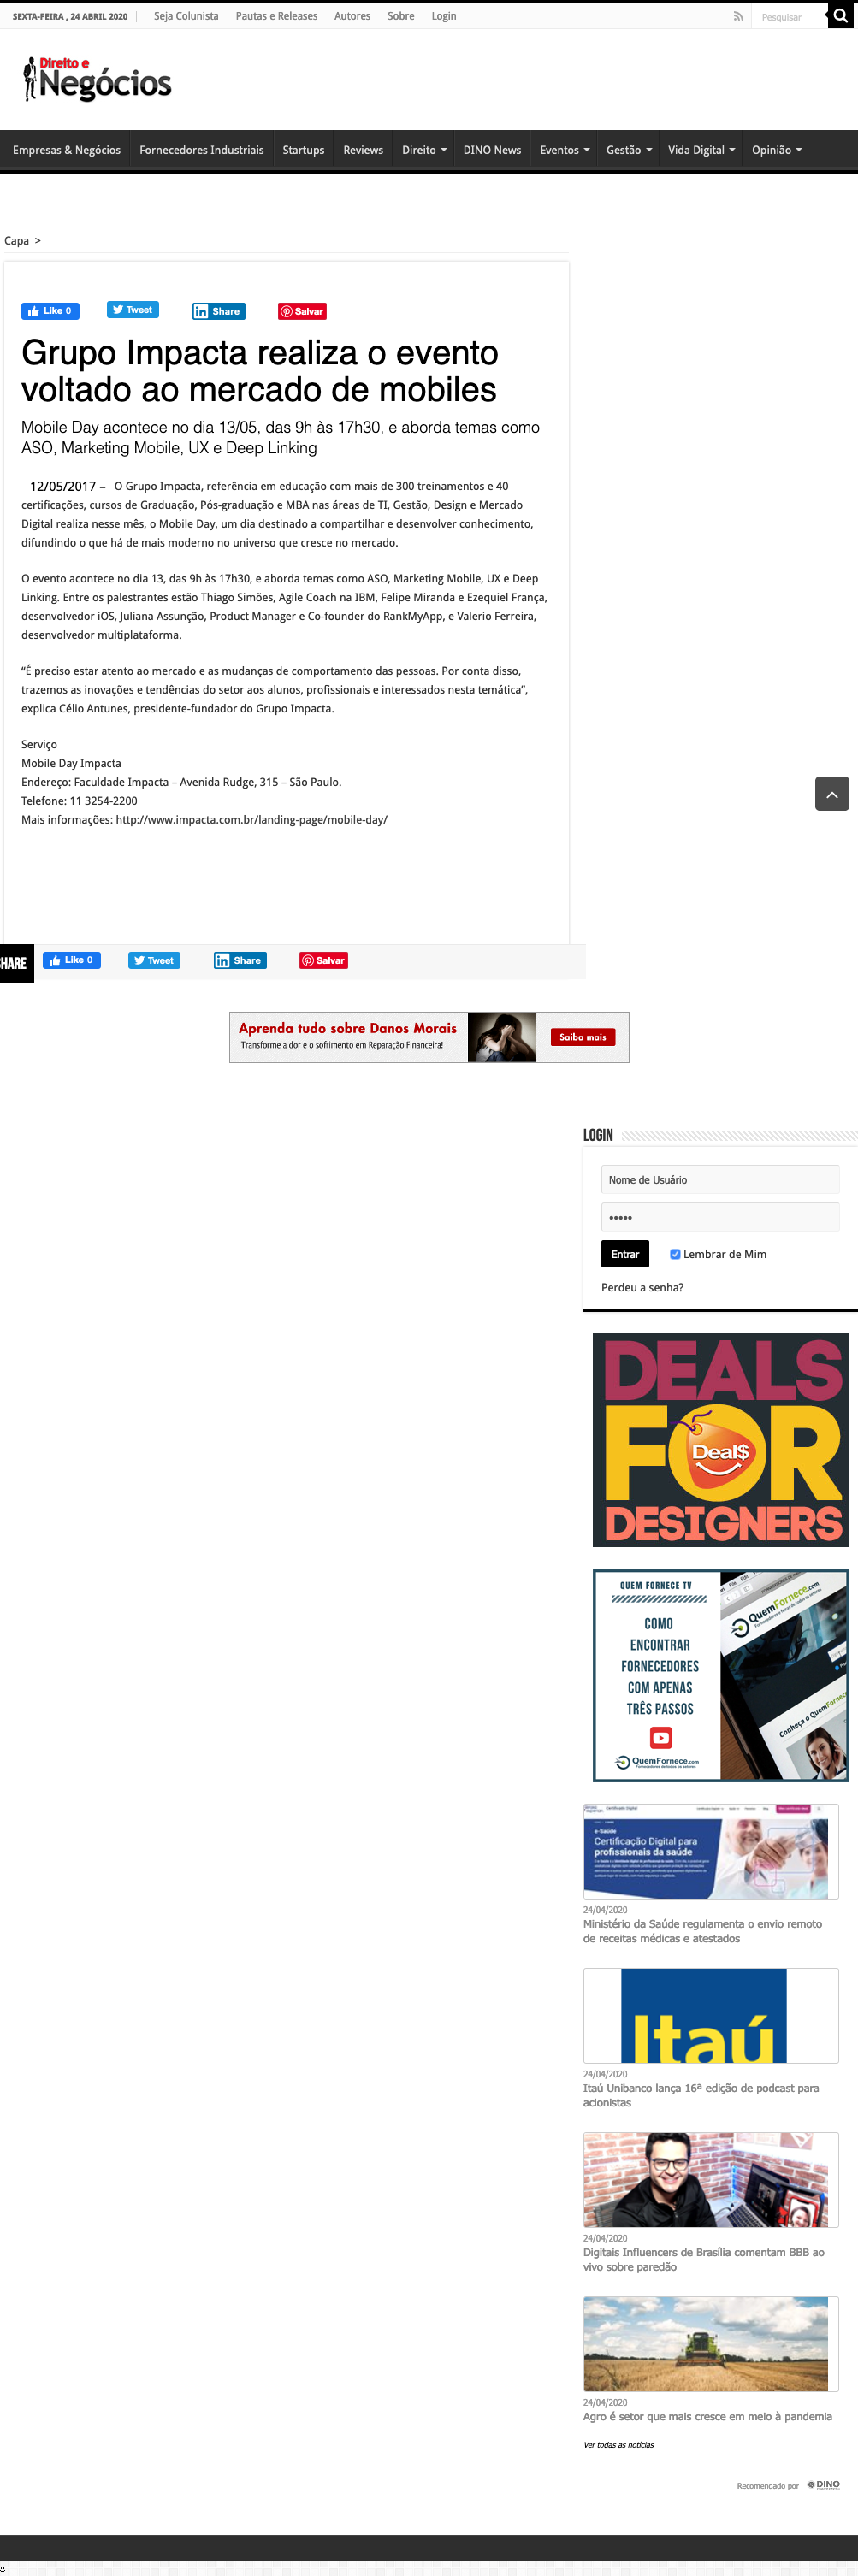 SEXTA-FEIRA , 24 ABRIL 2020 Seja Colunista Pautas e Releases Autores Sobre Login Pesquisar
Direito e
Negócios
Empresas & Negócios Fornecedores Industriais Startups Reviews Direito DINO News Eventos Gestão Vida Digital Opinião
Capa >
Like 0 Tweet Share Salvar
Grupo Impacta realiza o evento
voltado ao mercado de mobiles
Mobile Day acontece no dia 13/05, das 9h às 17h30, e aborda temas como
ASO, Marketing Mobile, UX e Deep Linking
12/05/2017 – O Grupo Impacta, referência em educação com mais de 300 treinamentos e 40
certificações, cursos de Graduação, Pós-graduação e MBA nas áreas de TI, Gestão, Design e Mercado
Digital realiza nesse mês, o Mobile Day, um dia destinado a compartilhar e desenvolver conhecimento,
difundindo o que há de mais moderno no universo que cresce no mercado.
O evento acontece no dia 13, das 9h às 17h30, e aborda temas como ASO, Marketing Mobile, UX e Deep
Linking. Entre os palestrantes estão Thiago Simões, Agile Coach na IBM, Felipe Miranda e Ezequiel França,
desenvolvedor iOS, Juliana Assunção, Product Manager e Co-founder do RankMyApp, e Valerio Ferreira,
desenvolvedor multiplataforma.
“É preciso estar atento ao mercado e as mudanças de comportamento das pessoas. Por conta disso,
trazemos as inovações e tendências do setor aos alunos, profissionais e interessados nesta temática”,
explica Célio Antunes, presidente-fundador do Grupo Impacta.
Serviço
Mobile Day Impacta
Endereço: Faculdade Impacta – Avenida Rudge, 315 – São Paulo.
Telefone: 11 3254-2200
Mais informações: http://www.impacta.com.br/landing-page/mobile-day/
SHARE Like 0 Tweet Share Salvar
Aprenda tudo sobre Danos Morais
Transforme a dor e o sofrimento em Reparação Financeira!
Saiba mais
LOGIN
Nome de Usuário
•••••
Entrar Lembrar de Mim
Perdeu a senha?
DEALS
FOR
Deal$
DESIGNERS
QUEM FORNECE TV
COMO
ENCONTRAR
FORNECEDORES
COM APENAS
TRÊS PASSOS
QuemFornece.com
Fornecedores de todos os setores
QuemFornece.com
Conheça o QuemFornece
e-Saúde
Certificação Digital para
profissionais da saúde
24/04/2020
Ministério da Saúde regulamenta o envio remoto
de receitas médicas e atestados
Itaú
24/04/2020
Itaú Unibanco lança 16ª edição de podcast para
acionistas
24/04/2020
Digitais Influencers de Brasília comentam BBB ao
vivo sobre paredão
24/04/2020
Agro é setor que mais cresce em meio à pandemia
Ver todas as notícias
Recomendado por DINO